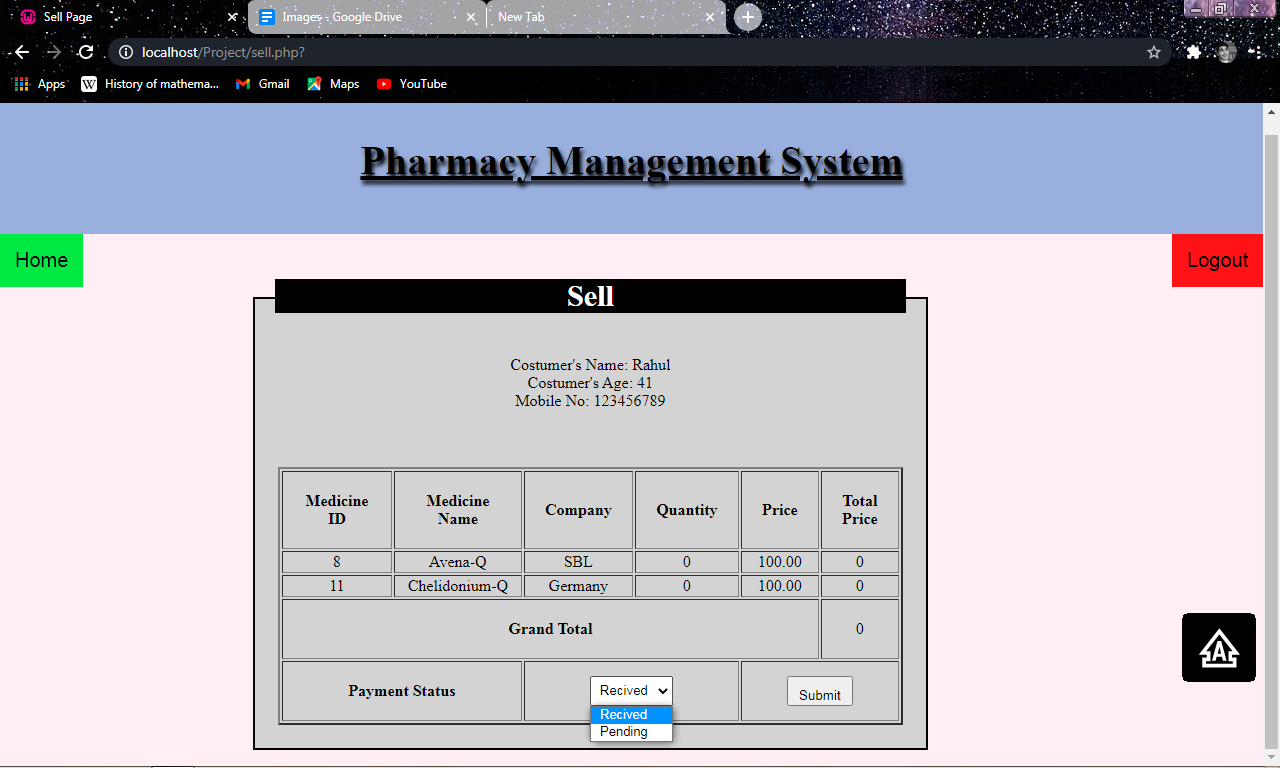 Sell Page
Images - Google Drive
New Tab
localhost/Project/sell.php?
Apps
W
History of mathema...
Gmail
Maps
YouTube
Pharmacy Management System
Home
Logout
Sell
Costumer's Name: Rahul
Costumer's Age: 41
Mobile No: 123456789
Medicine ID Medicine Name Company Quantity Price Total Price
8 Avena-Q SBL 0 100.00 0
11 Chelidonium-Q Germany 0 100.00 0
Grand Total 0
A
Payment Status Recived Submit
Recived
Pending